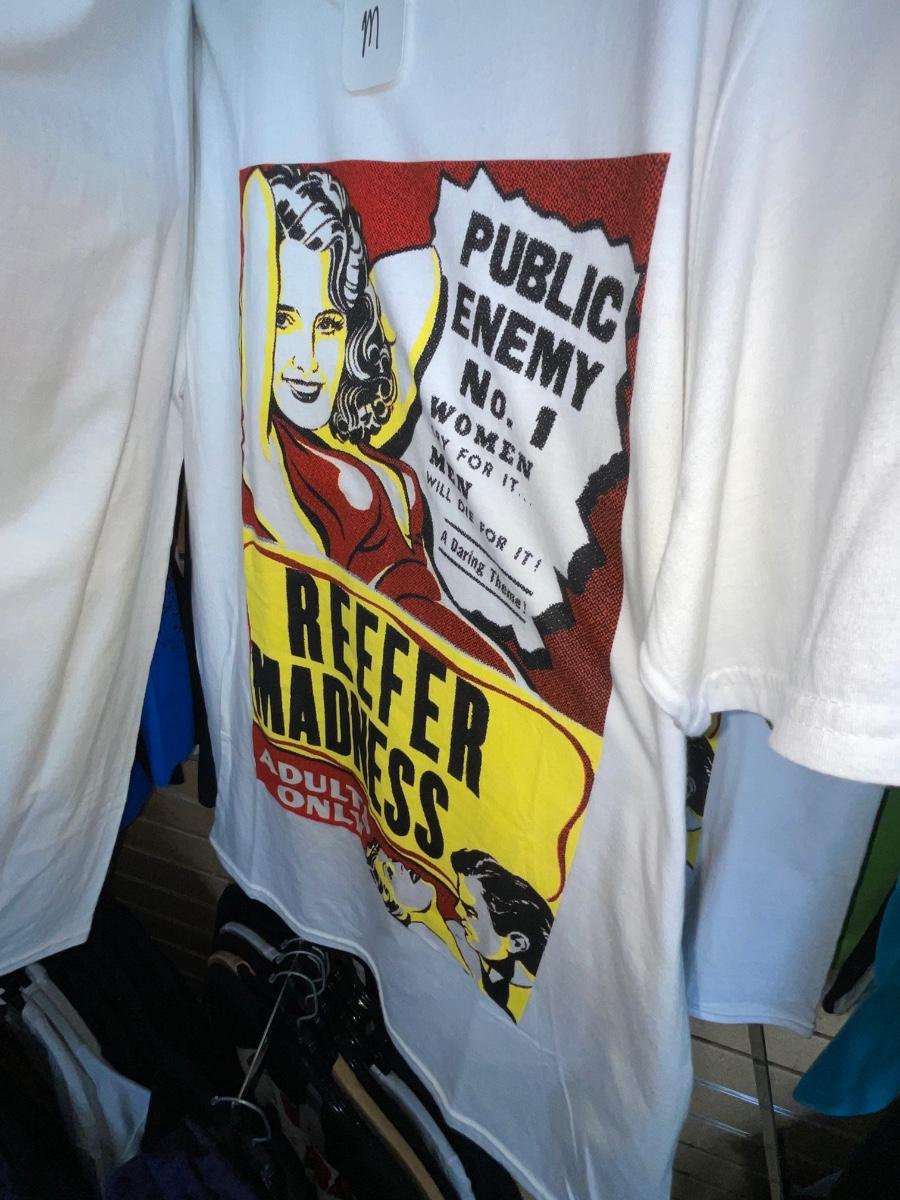 M
PUBLIC
ENEMY
No. 1
WOMEN
FOR IT...
MEN
WILL DIE FOR IT!
A Daring Theme!
REEFER
MADNESS
ADULTS
ONLY